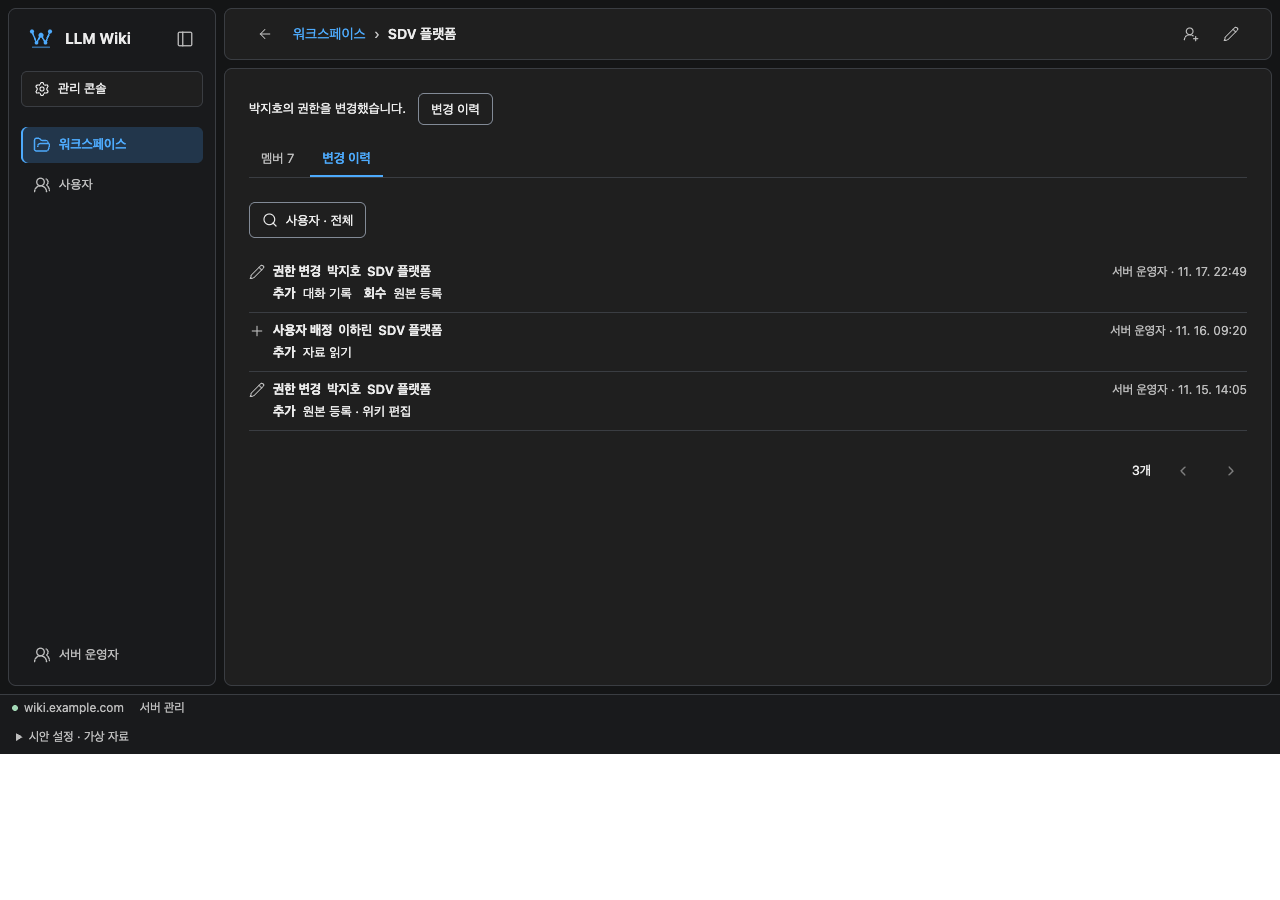 LLM Wiki
관리 콘솔
워크스페이스
사용자
서버 운영자
워크스페이스 › SDV 플랫폼
박지호의 권한을 변경했습니다. 변경 이력
멤버 7 변경 이력
사용자 · 전체
권한 변경 박지호 SDV 플랫폼 서버 운영자 · 11. 17. 22:49
추가 대화 기록 회수 원본 등록
사용자 배정 이하린 SDV 플랫폼 서버 운영자 · 11. 16. 09:20
추가 자료 읽기
권한 변경 박지호 SDV 플랫폼 서버 운영자 · 11. 15. 14:05
추가 원본 등록 · 위키 편집
3개
wiki.example.com 서버 관리
시안 설정 · 가상 자료